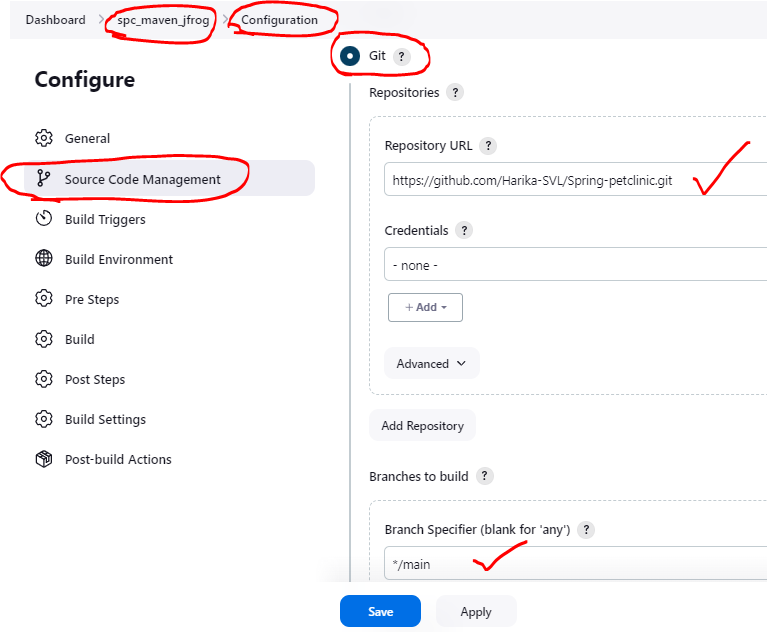 Dashboard > spc_maven_jfrog > Configuration
Configure
General
Source Code Management
Build Triggers
Build Environment
Pre Steps
Build
Post Steps
Build Settings
Post-build Actions
Git ?
Repositories ?
Repository URL ?
https://github.com/Harika-SVL/Spring-petclinic.git
Credentials ?
- none -
+ Add
Advanced
Add Repository
Branches to build ?
Branch Specifier (blank for 'any') ?
*/main
Save Apply